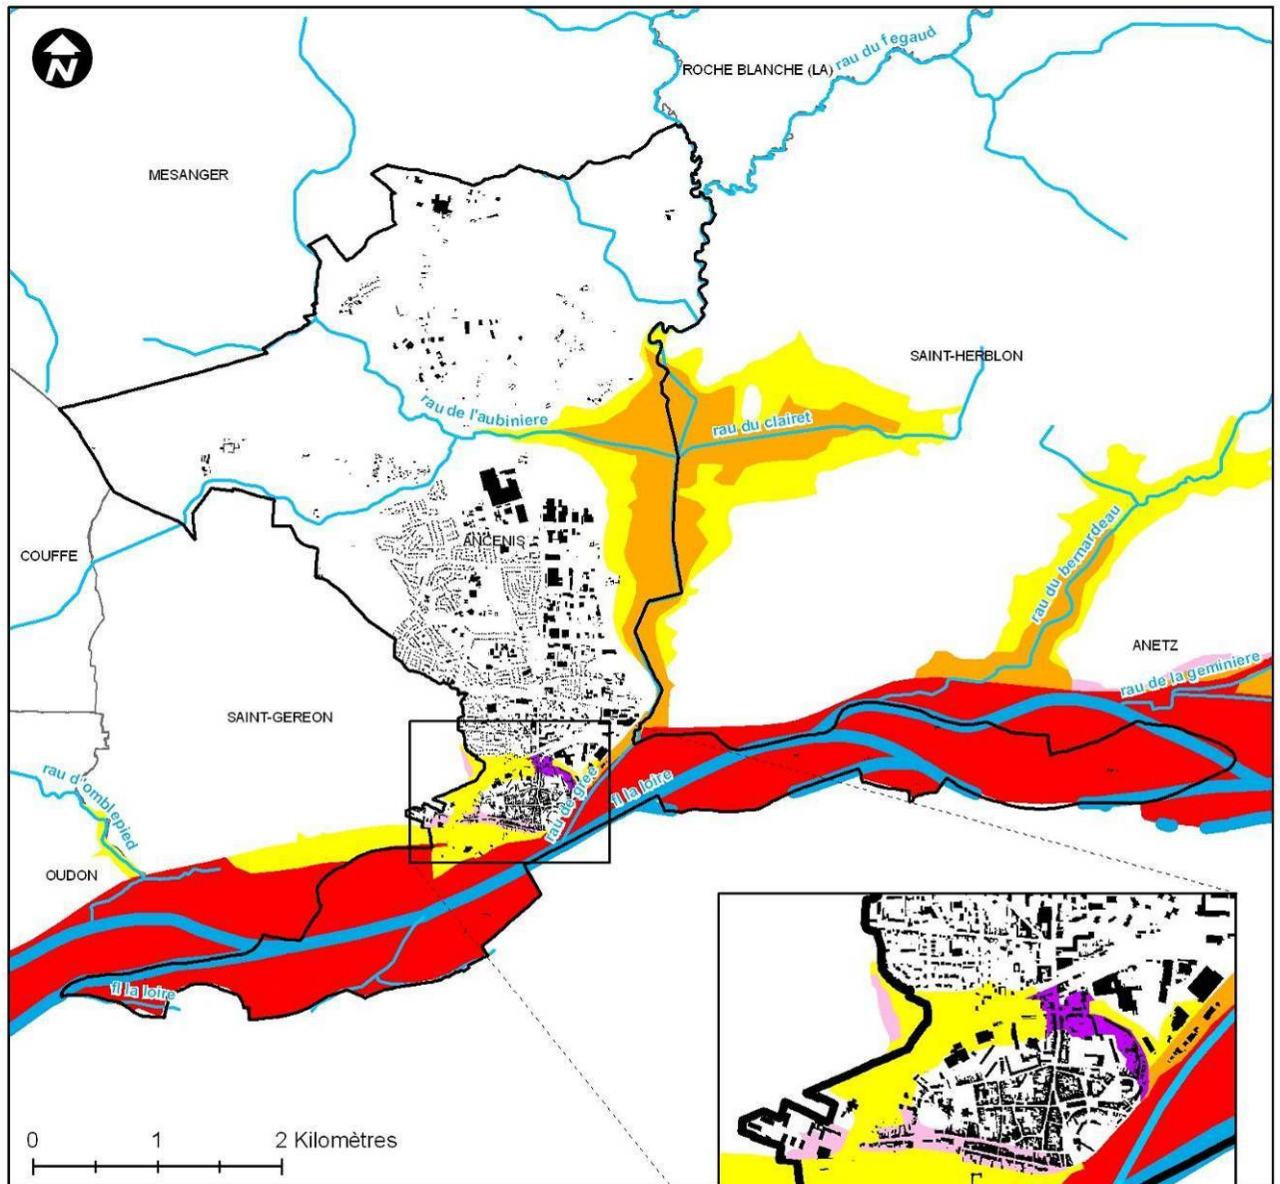 N
ROCHE BLANCHE (LA)
rau du fegaud
MESANGER
SAINT-HERBLON
rau de l'aubiniere
rau du clairet
COUFFE
ANCENIS
rau du bernardeau
ANETZ
rau de la geminiere
SAINT-GEREON
rau d'omblepied
rau de gree
fl la loire
OUDON
fl la loire
0 1 2 Kilomètres